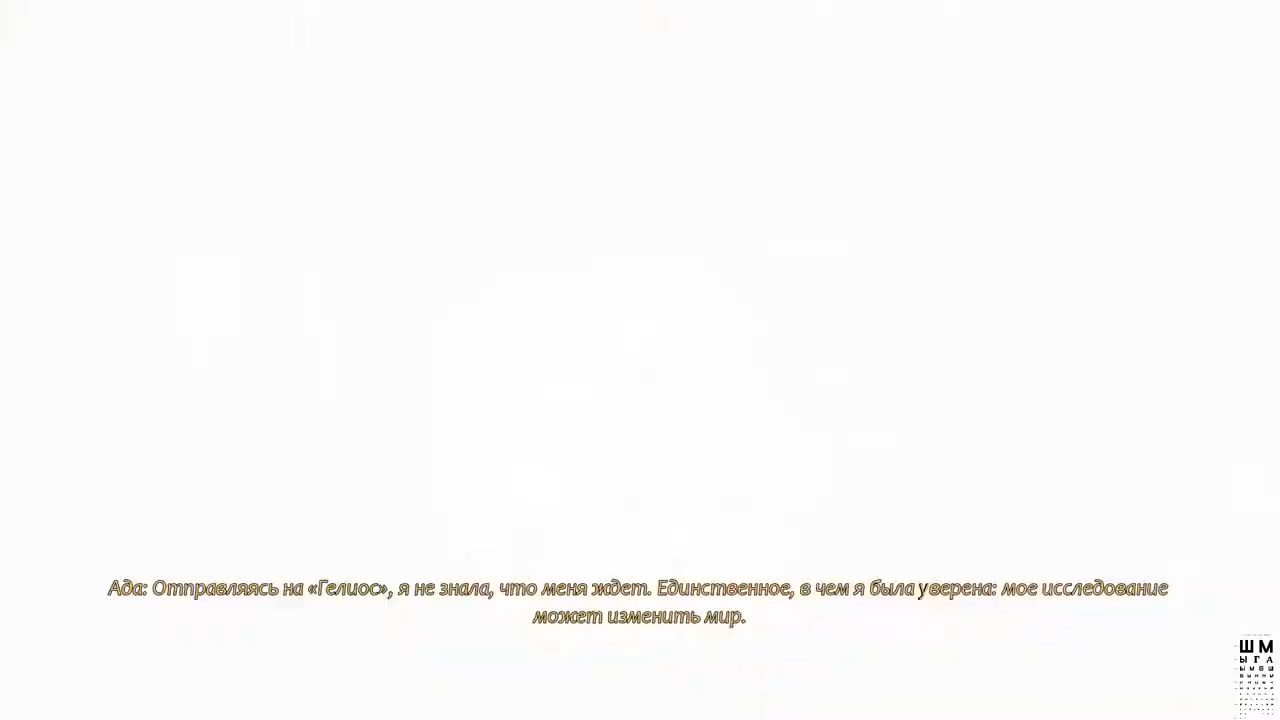 Ада: Отправляясь на «Гелиос», я не знала, что меня ждет. Единственное, в чем я была уверена: мое исследование
может изменить мир.
Ш М
Ы Г А
Ы М Б Ш